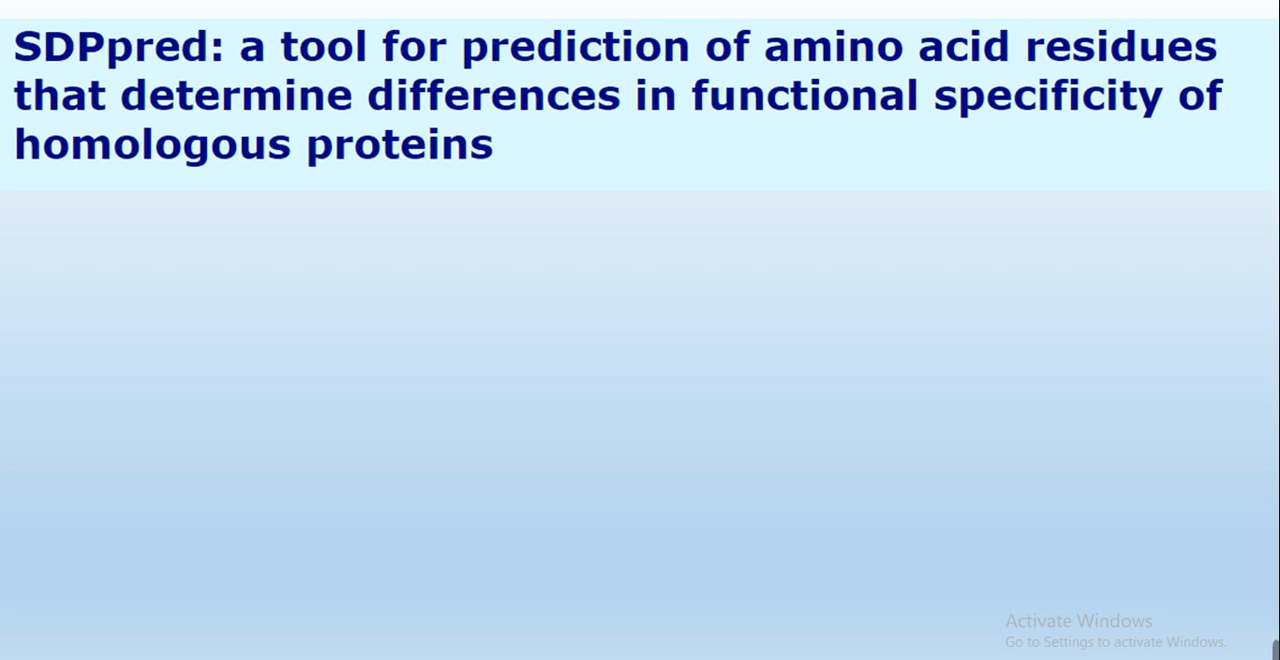 SDPpred: a tool for prediction of amino acid residues
that determine differences in functional specificity of
homologous proteins
Activate Windows
Go to Settings to activate Windows.